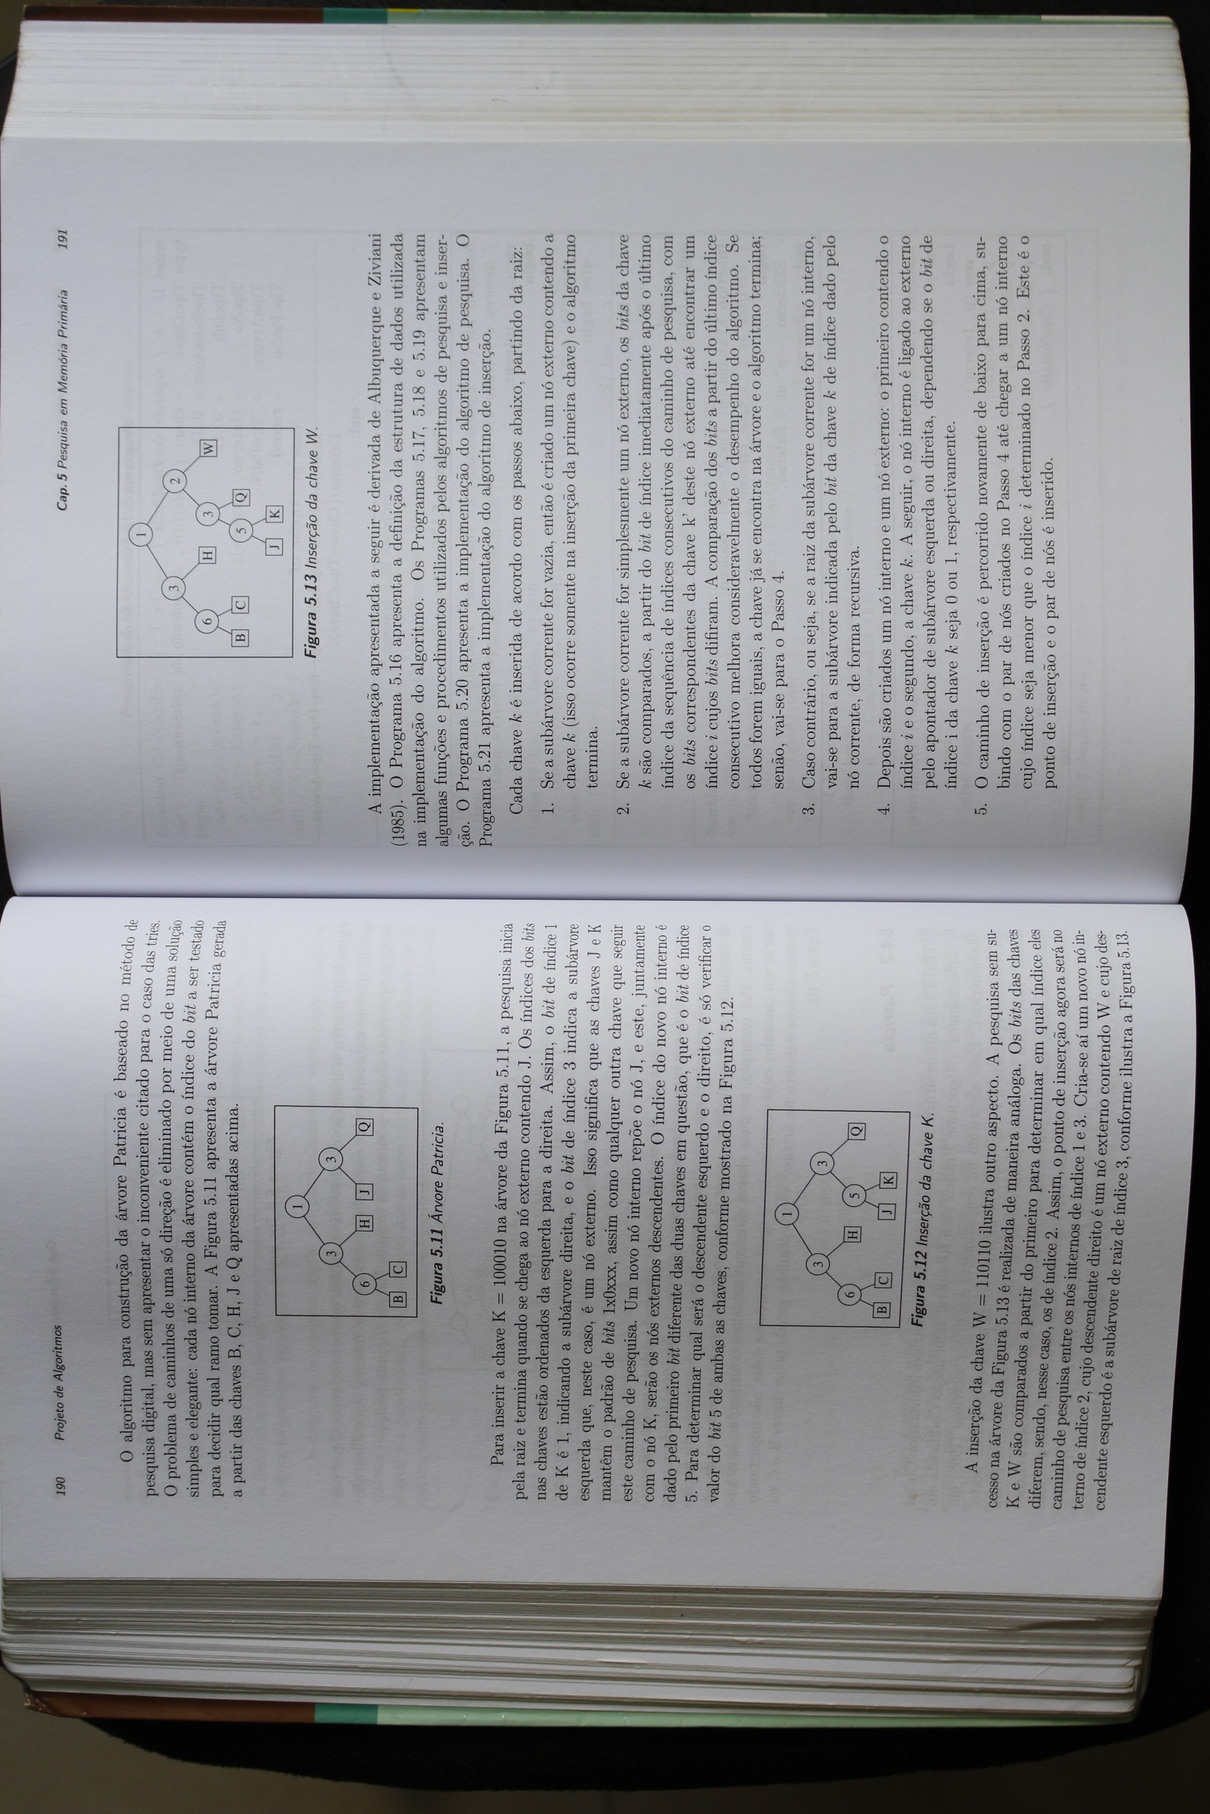 190 Projeto de Algoritmos
O algoritmo para construção da árvore Patricia é baseado no método de
pesquisa digital, mas sem apresentar o inconveniente citado para o caso das tries.
O problema de caminhos de uma só direção é eliminado por meio de uma solução
simples e elegante: cada nó interno da árvore contém o índice do bit a ser testado
para decidir qual ramo tomar. A Figura 5.11 apresenta a árvore Patricia gerada
a partir das chaves B, C, H, J e Q apresentadas acima.
1
3 3
6 H J Q
B C
Figura 5.11 Árvore Patricia.
Para inserir a chave K = 100010 na árvore da Figura 5.11, a pesquisa inicia
pela raiz e termina quando se chega ao nó externo contendo J. Os índices dos bits
nas chaves estão ordenados da esquerda para a direita. Assim, o bit de índice 1
de K é 1, indicando a subárvore direita, e o bit de índice 3 indica a subárvore
esquerda que, neste caso, é um nó externo. Isso significa que as chaves J e K
mantêm o padrão de bits 1x0xxx, assim como qualquer outra chave que seguir
este caminho de pesquisa. Um novo nó interno repõe o nó J, e este, juntamente
com o nó K, serão os nós externos descendentes. O índice do novo nó interno é
dado pelo primeiro bit diferente das duas chaves em questão, que é o bit de índice
5. Para determinar qual será o descendente esquerdo e o direito, é só verificar o
valor do bit 5 de ambas as chaves, conforme mostrado na Figura 5.12.
1
3 3
6 H 5 Q
B C J K
Figura 5.12 Inserção da chave K.
A inserção da chave W = 110110 ilustra outro aspecto. A pesquisa sem su-
cesso na árvore da Figura 5.13 é realizada de maneira análoga. Os bits das chaves
K e W são comparados a partir do primeiro para determinar em qual índice eles
diferem, sendo, nesse caso, os de índice 2. Assim, o ponto de inserção agora será no
caminho de pesquisa entre os nós internos de índice 1 e 3. Cria-se aí um novo nó in-
terno de índice 2, cujo descendente direito é um nó externo contendo W e cujo des-
cendente esquerdo é a subárvore de raiz de índice 3, conforme ilustra a Figura 5.13.
Cap. 5 Pesquisa em Memória Primária 191
1
3 2
6 H 3 W
B C 5 Q
J K
Figura 5.13 Inserção da chave W.
A implementação apresentada a seguir é derivada de Albuquerque e Ziviani
(1985). O Programa 5.16 apresenta a definição da estrutura de dados utilizada
na implementação do algoritmo. Os Programas 5.17, 5.18 e 5.19 apresentam
algumas funções e procedimentos utilizados pelos algoritmos de pesquisa e inser-
ção. O Programa 5.20 apresenta a implementação do algoritmo de pesquisa. O
Programa 5.21 apresenta a implementação do algoritmo de inserção.
Cada chave k é inserida de acordo com os passos abaixo, partindo da raiz:
1. Se a subárvore corrente for vazia, então é criado um nó externo contendo a
chave k (isso ocorre somente na inserção da primeira chave) e o algoritmo
termina.
2. Se a subárvore corrente for simplesmente um nó externo, os bits da chave
k são comparados, a partir do bit de índice imediatamente após o último
índice da sequência de índices consecutivos do caminho de pesquisa, com
os bits correspondentes da chave k' deste nó externo até encontrar um
índice i cujos bits difiram. A comparação dos bits a partir do último índice
consecutivo melhora consideravelmente o desempenho do algoritmo. Se
todos forem iguais, a chave já se encontra na árvore e o algoritmo termina;
senão, vai-se para o Passo 4.
3. Caso contrário, ou seja, se a raiz da subárvore corrente for um nó interno,
vai-se para a subárvore indicada pelo bit da chave k de índice dado pelo
nó corrente, de forma recursiva.
4. Depois são criados um nó interno e um nó externo: o primeiro contendo o
índice i e o segundo, a chave k. A seguir, o nó interno é ligado ao externo
pelo apontador de subárvore esquerda ou direita, dependendo se o bit de
índice i da chave k seja 0 ou 1, respectivamente.
5. O caminho de inserção é percorrido novamente de baixo para cima, su-
bindo com o par de nós criados no Passo 4 até chegar a um nó interno
cujo índice seja menor que o índice i determinado no Passo 2. Este é o
ponto de inserção e o par de nós é inserido.